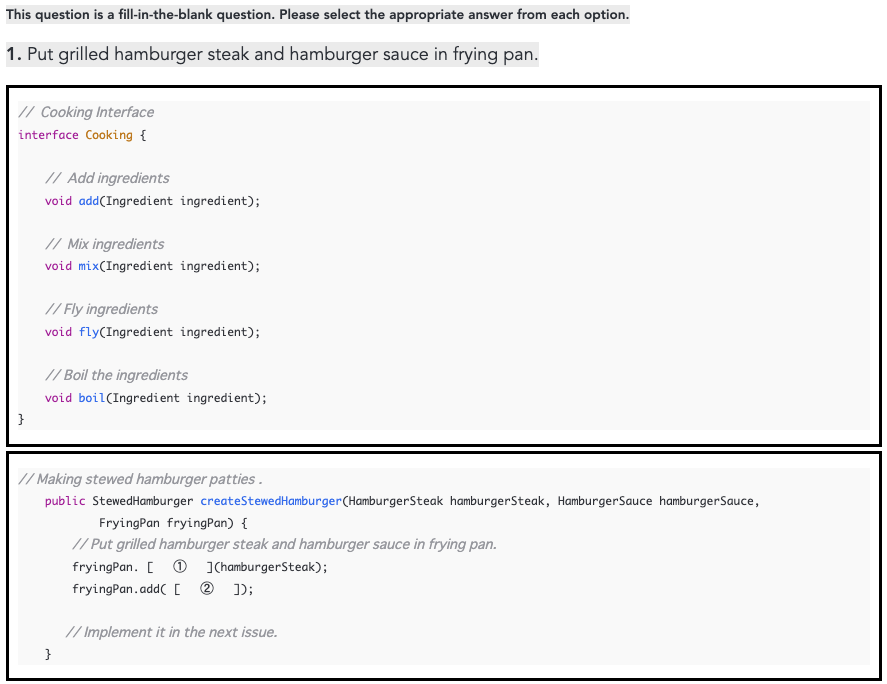 This question is a fill-in-the-blank question. Please select the appropriate answer from each option.
1. Put grilled hamburger steak and hamburger sauce in frying pan.
// Cooking Interface
interface Cooking {
// Add ingredients
void add(Ingredient ingredient);
// Mix ingredients
void mix(Ingredient ingredient);
// Fly ingredients
void fly(Ingredient ingredient);
// Boil the ingredients
void boil(Ingredient ingredient);
}
// Making stewed hamburger patties .
public StewedHamburger createStewedHamburger(HamburgerSteak hamburgerSteak, HamburgerSauce hamburgerSauce,
FryingPan fryingPan) {
// Put grilled hamburger steak and hamburger sauce in frying pan.
fryingPan. [ ① ](hamburgerSteak);
fryingPan.add( [ ② ]);
// Implement it in the next issue.
}